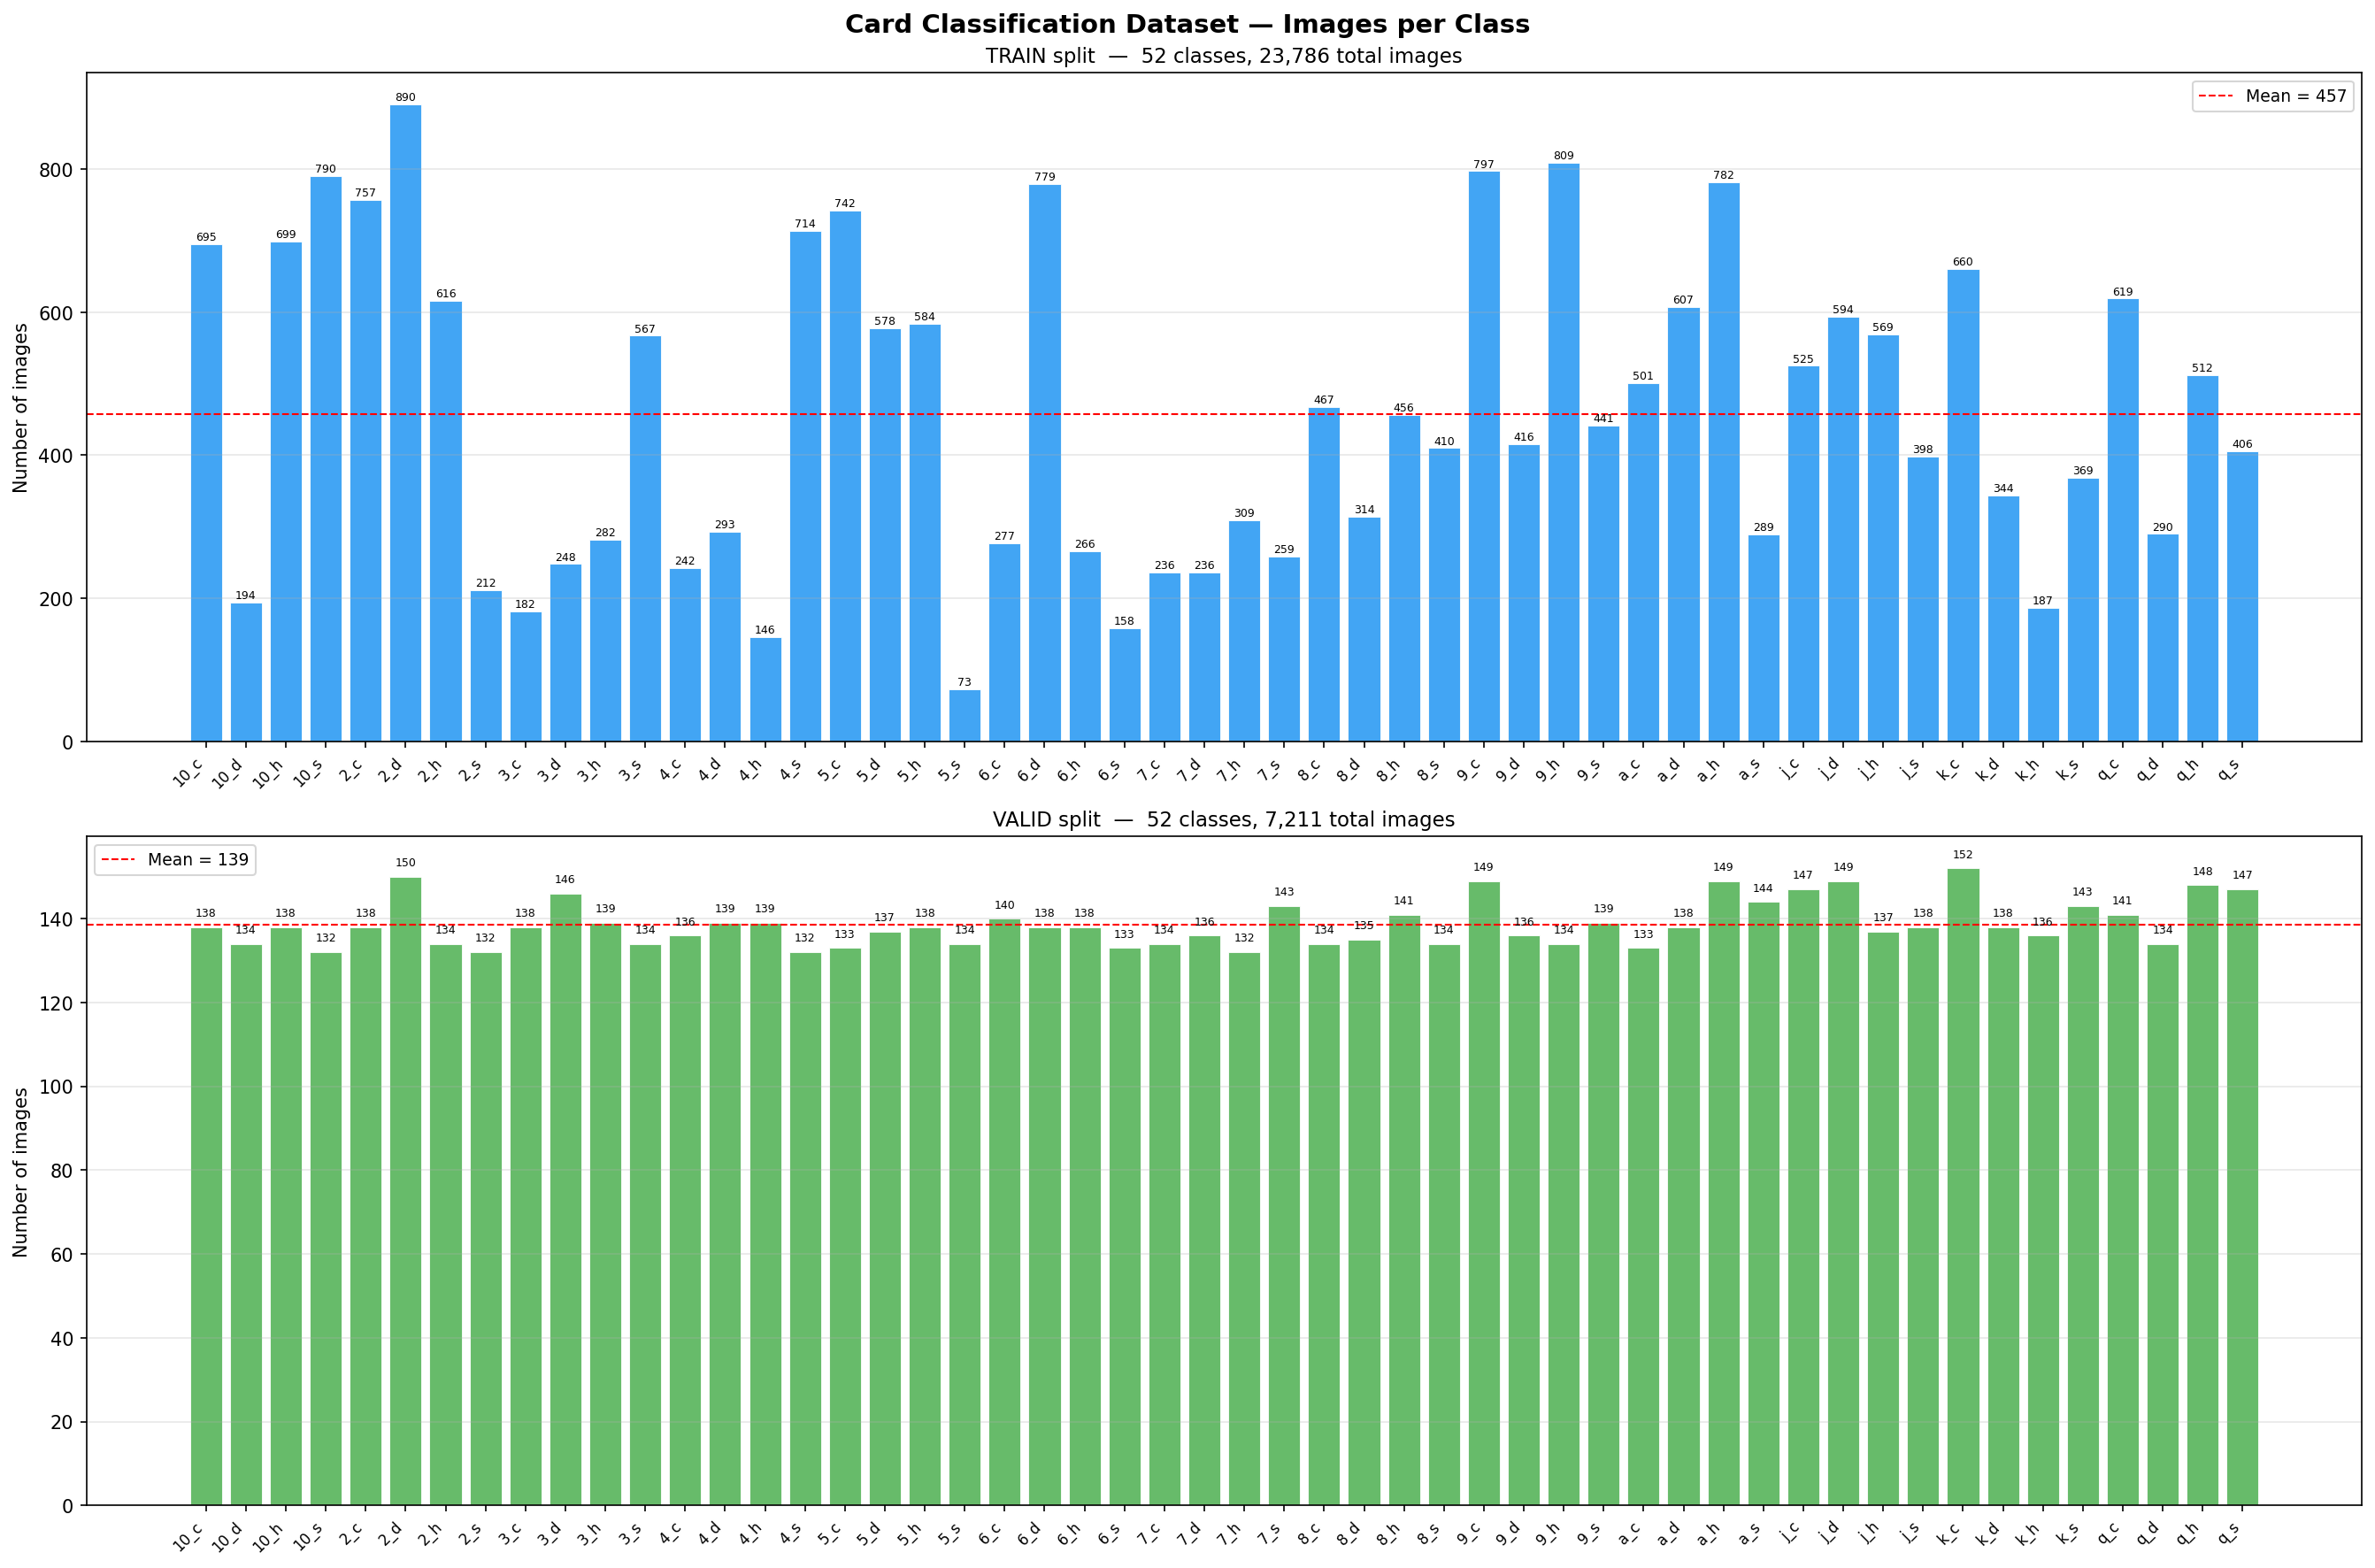 Card Classification Dataset — Images per Class
TRAIN split — 52 classes, 23,786 total images
Mean = 457
Number of images
800
600
400
200
0
695 194 699 790 757 890 616 212 182 248 282 567 242 293 146 714 742 578 584 73 277 779 266 158 236 236 309 259 467 314 456 410 797 416 809 441 501 607 782 289 525 594 569 398 660 344 187 369 619 290 512 406
10_c 10_d 10_h 10_s 2_c 2_d 2_h 2_s 3_c 3_d 3_h 3_s 4_c 4_d 4_h 4_s 5_c 5_d 5_h 5_s 6_c 6_d 6_h 6_s 7_c 7_d 7_h 7_s 8_c 8_d 8_h 8_s 9_c 9_d 9_h 9_s a_c a_d a_h a_s j_c j_d j_h j_s k_c k_d k_h k_s q_c q_d q_h q_s
VALID split — 52 classes, 7,211 total images
Mean = 139
Number of images
140
120
100
80
60
40
20
0
138 134 138 132 138 150 134 132 138 146 139 134 136 139 139 132 133 137 138 134 140 138 138 133 134 136 132 143 134 135 141 134 149 136 134 139 133 138 149 144 147 149 137 138 152 138 136 143 141 134 148 147
10_c 10_d 10_h 10_s 2_c 2_d 2_h 2_s 3_c 3_d 3_h 3_s 4_c 4_d 4_h 4_s 5_c 5_d 5_h 5_s 6_c 6_d 6_h 6_s 7_c 7_d 7_h 7_s 8_c 8_d 8_h 8_s 9_c 9_d 9_h 9_s a_c a_d a_h a_s j_c j_d j_h j_s k_c k_d k_h k_s q_c q_d q_h q_s